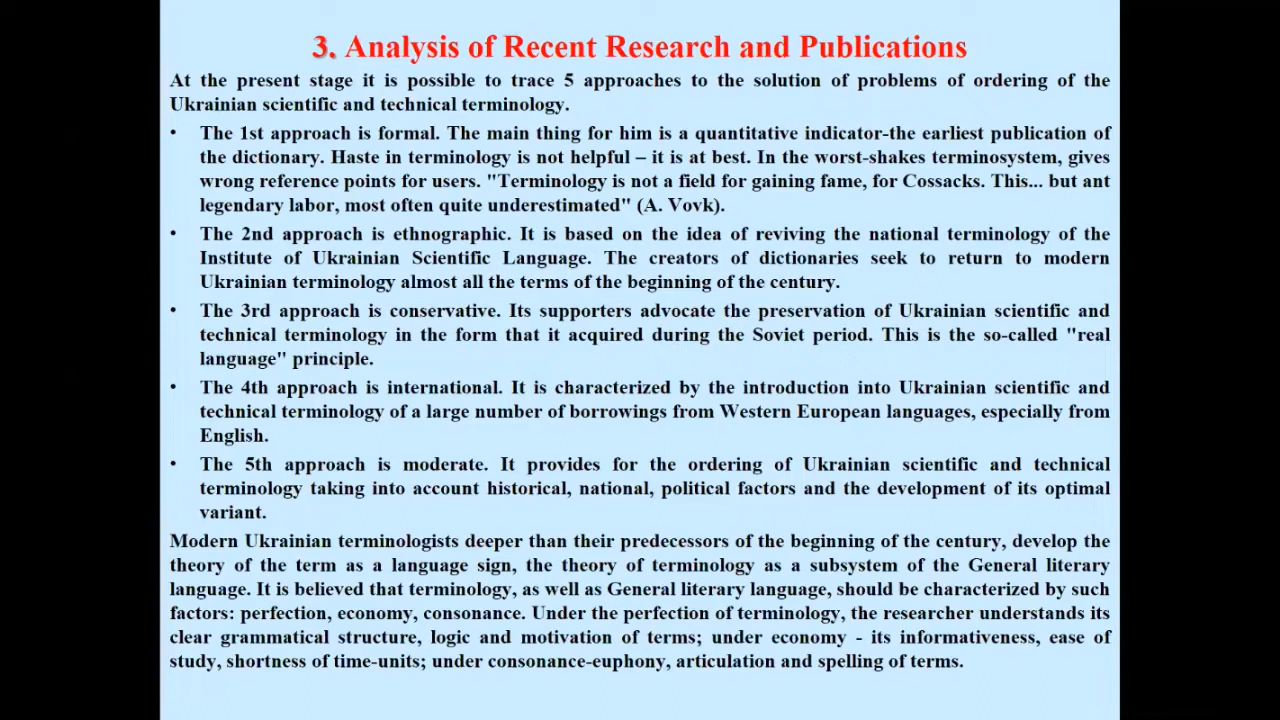 3. Analysis of Recent Research and Publications
At the present stage it is possible to trace 5 approaches to the solution of problems of ordering of the
Ukrainian scientific and technical terminology.
• The 1st approach is formal. The main thing for him is a quantitative indicator-the earliest publication of
the dictionary. Haste in terminology is not helpful – it is at best. In the worst-shakes terminosystem, gives
wrong reference points for users. "Terminology is not a field for gaining fame, for Cossacks. This... but ant
legendary labor, most often quite underestimated" (A. Vovk).
• The 2nd approach is ethnographic. It is based on the idea of reviving the national terminology of the
Institute of Ukrainian Scientific Language. The creators of dictionaries seek to return to modern
Ukrainian terminology almost all the terms of the beginning of the century.
• The 3rd approach is conservative. Its supporters advocate the preservation of Ukrainian scientific and
technical terminology in the form that it acquired during the Soviet period. This is the so-called "real
language" principle.
• The 4th approach is international. It is characterized by the introduction into Ukrainian scientific and
technical terminology of a large number of borrowings from Western European languages, especially from
English.
• The 5th approach is moderate. It provides for the ordering of Ukrainian scientific and technical
terminology taking into account historical, national, political factors and the development of its optimal
variant.
Modern Ukrainian terminologists deeper than their predecessors of the beginning of the century, develop the
theory of the term as a language sign, the theory of terminology as a subsystem of the General literary
language. It is believed that terminology, as well as General literary language, should be characterized by such
factors: perfection, economy, consonance. Under the perfection of terminology, the researcher understands its
clear grammatical structure, logic and motivation of terms; under economy - its informativeness, ease of
study, shortness of time-units; under consonance-euphony, articulation and spelling of terms.